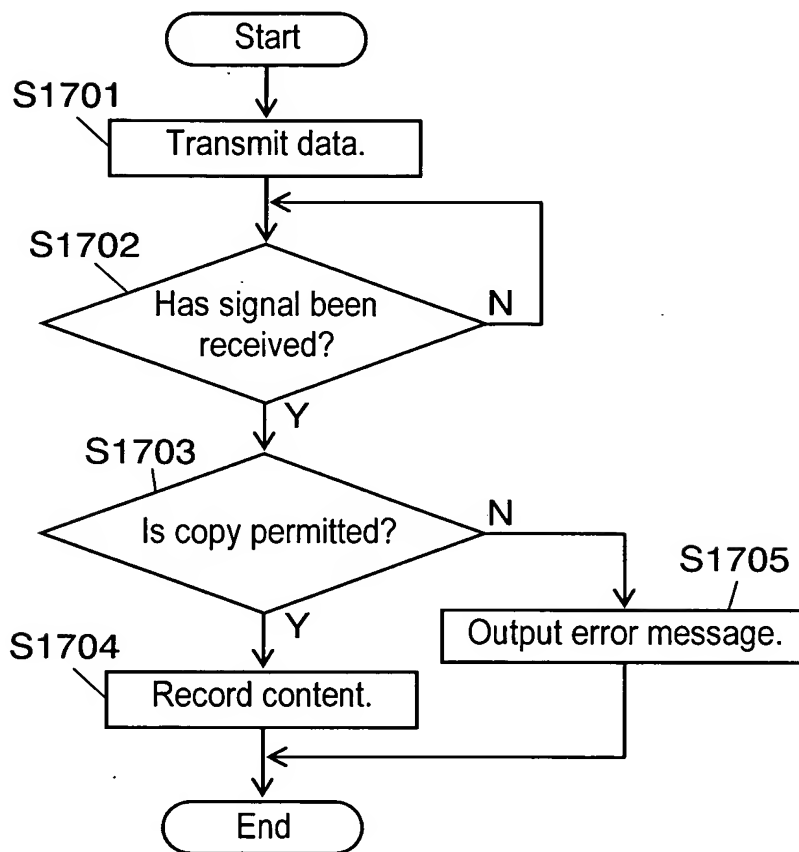 Start
S1701
Transmit data.
S1702
Has signal been
received?
N
Y
S1703
Is copy permitted?
N
Y
S1705
Output error message.
S1704
Record content.
End